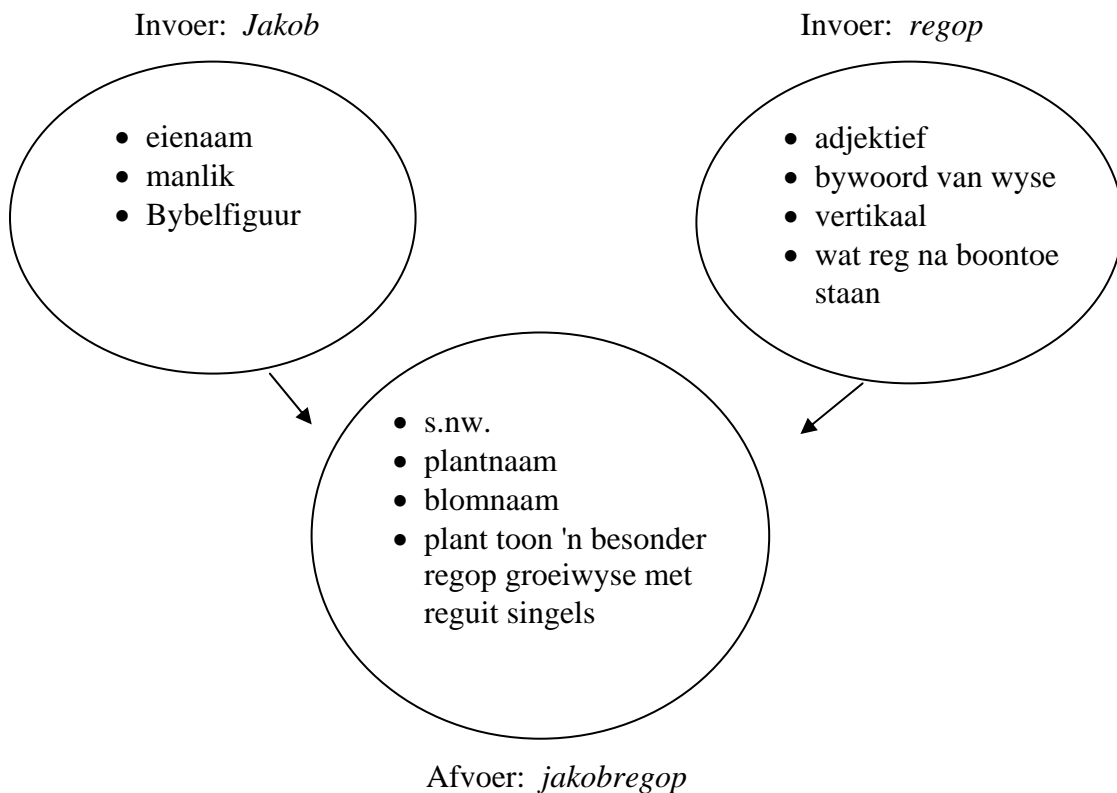 Invoer: Jakob
• eienaam
• manlik
• Bybelfiguur
Invoer: regop
• adjektief
• bywoord van wyse
• vertikaal
• wat reg na boontoe
staan
• s.nw.
• plantnaam
• blomnaam
• plant toon 'n besonder
regop groeiwyse met
reguit singels
Afvoer: jakobregop